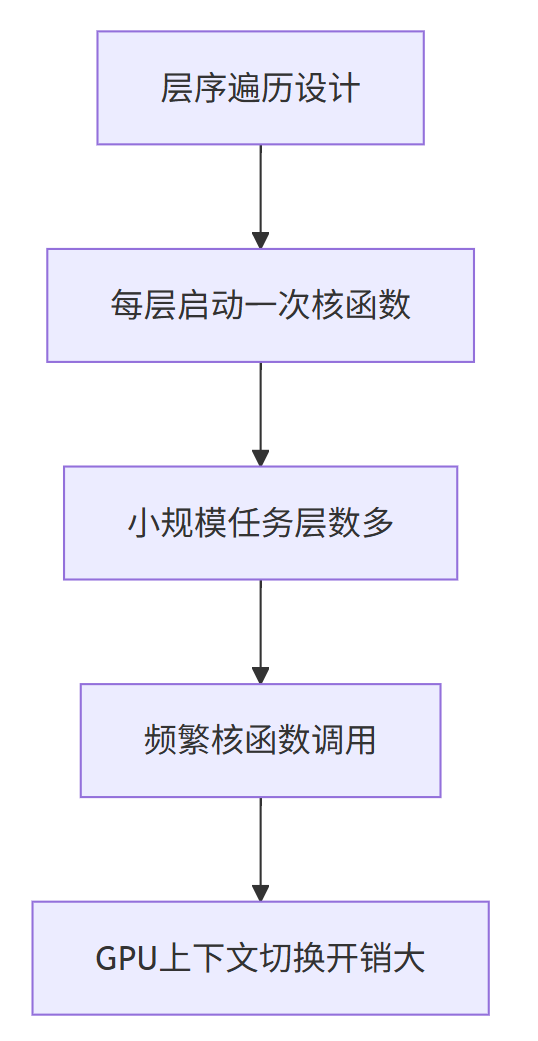 层序遍历设计
每层启动一次核函数
小规模任务层数多
频繁核函数调用
GPU上下文切换开销大